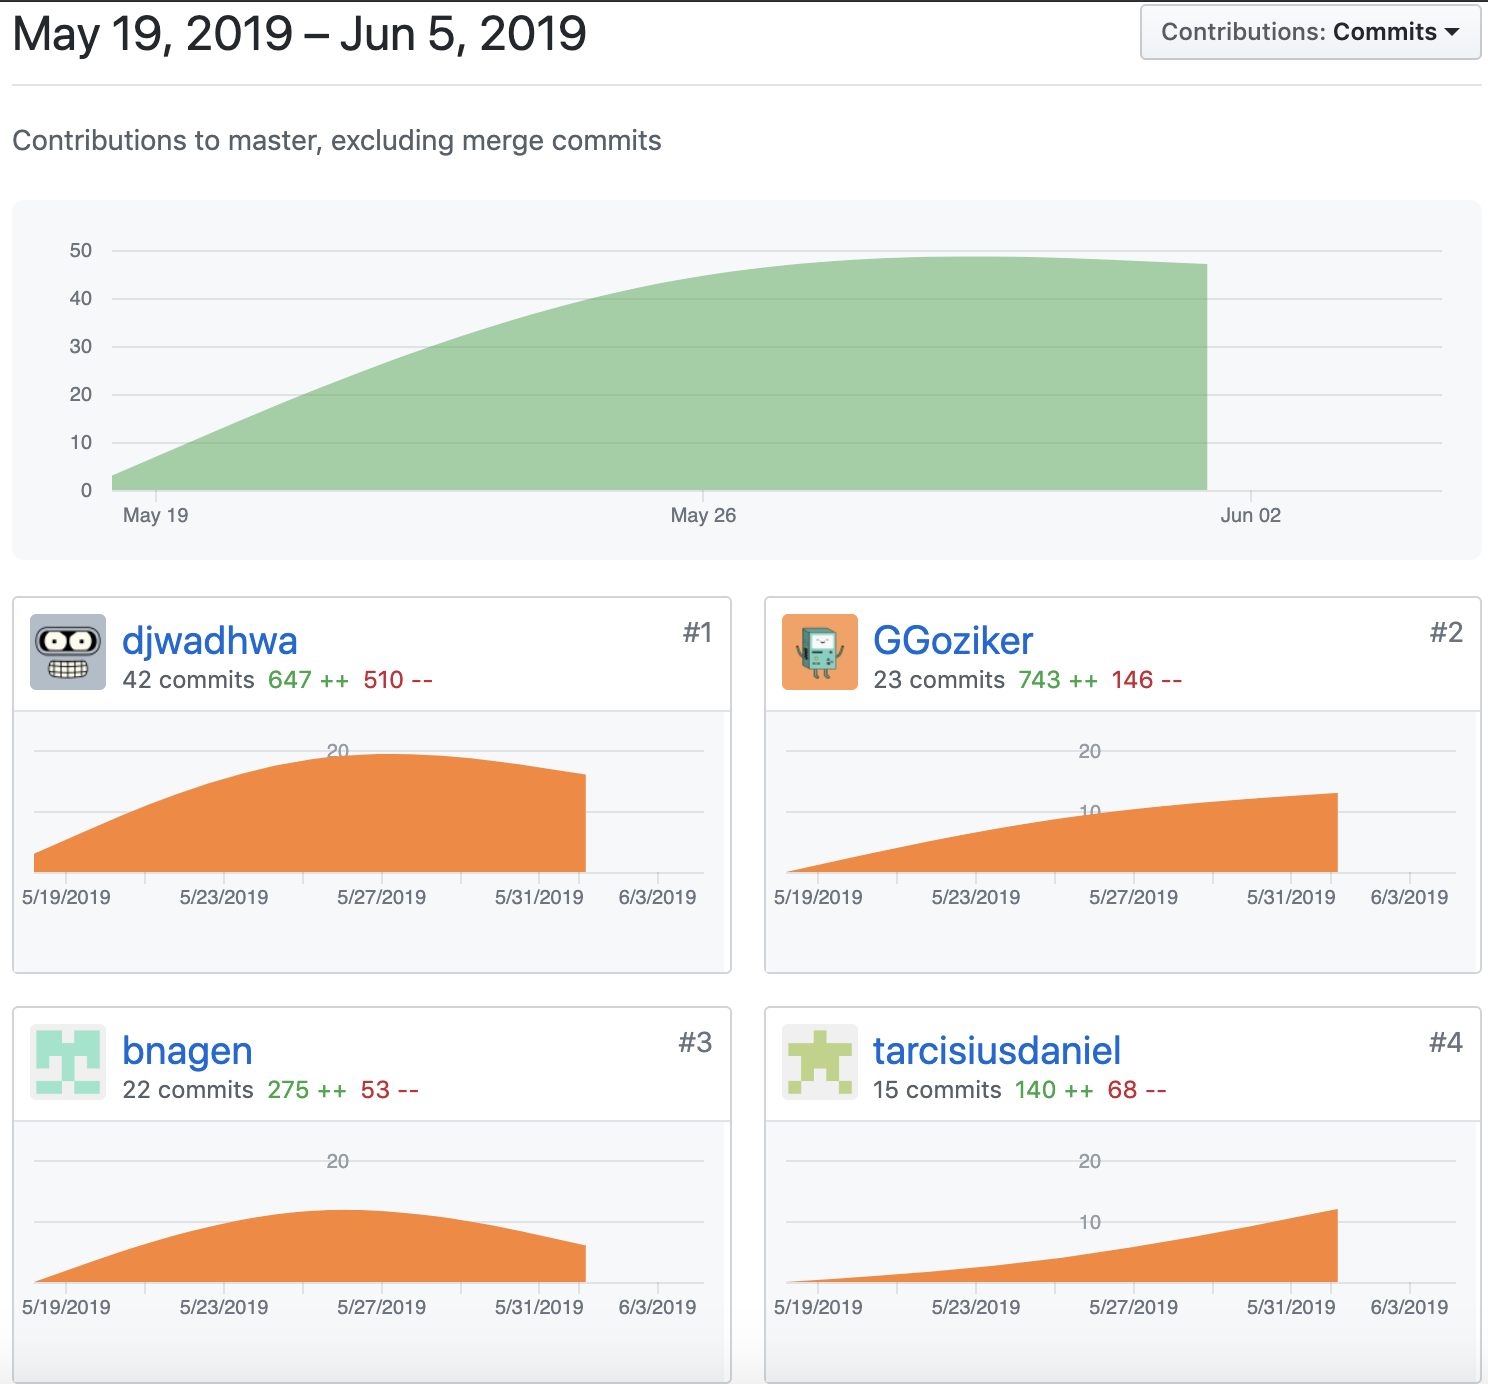 May 19, 2019 – Jun 5, 2019
Contributions: Commits
Contributions to master, excluding merge commits
50
40
30
20
10
0
May 19 May 26 Jun 02
djwadhwa #1
42 commits 647 ++ 510 --
20
5/19/2019 5/23/2019 5/27/2019 5/31/2019 6/3/2019
GGoziker #2
23 commits 743 ++ 146 --
20
10
5/19/2019 5/23/2019 5/27/2019 5/31/2019 6/3/2019
bnagen #3
22 commits 275 ++ 53 --
20
5/19/2019 5/23/2019 5/27/2019 5/31/2019 6/3/2019
tarcisiusdaniel #4
15 commits 140 ++ 68 --
20
10
5/19/2019 5/23/2019 5/27/2019 5/31/2019 6/3/2019